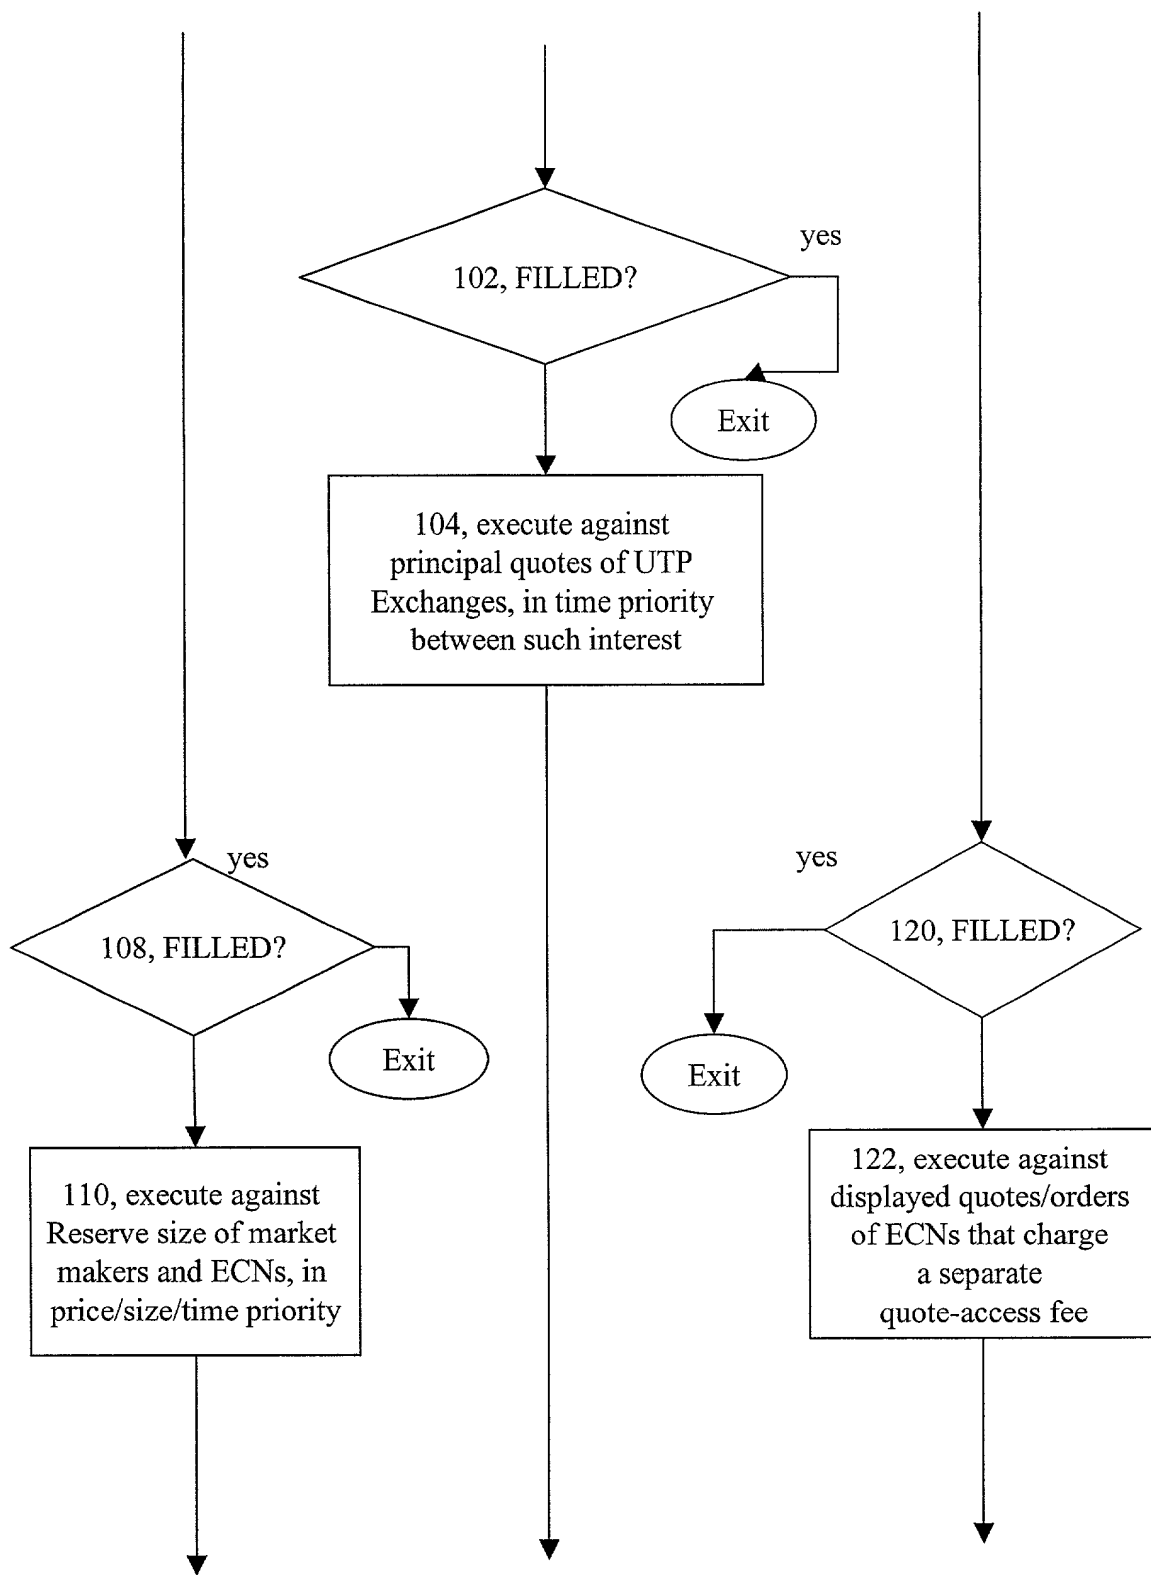 yes
102, FILLED?
Exit
104, execute against
principal quotes of UTP
Exchanges, in time priority
between such interest
yes
108, FILLED?
Exit
110, execute against
Reserve size of market
makers and ECNs, in
price/size/time priority
yes
120, FILLED?
Exit
122, execute against
displayed quotes/orders
of ECNs that charge
a separate
quote-access fee